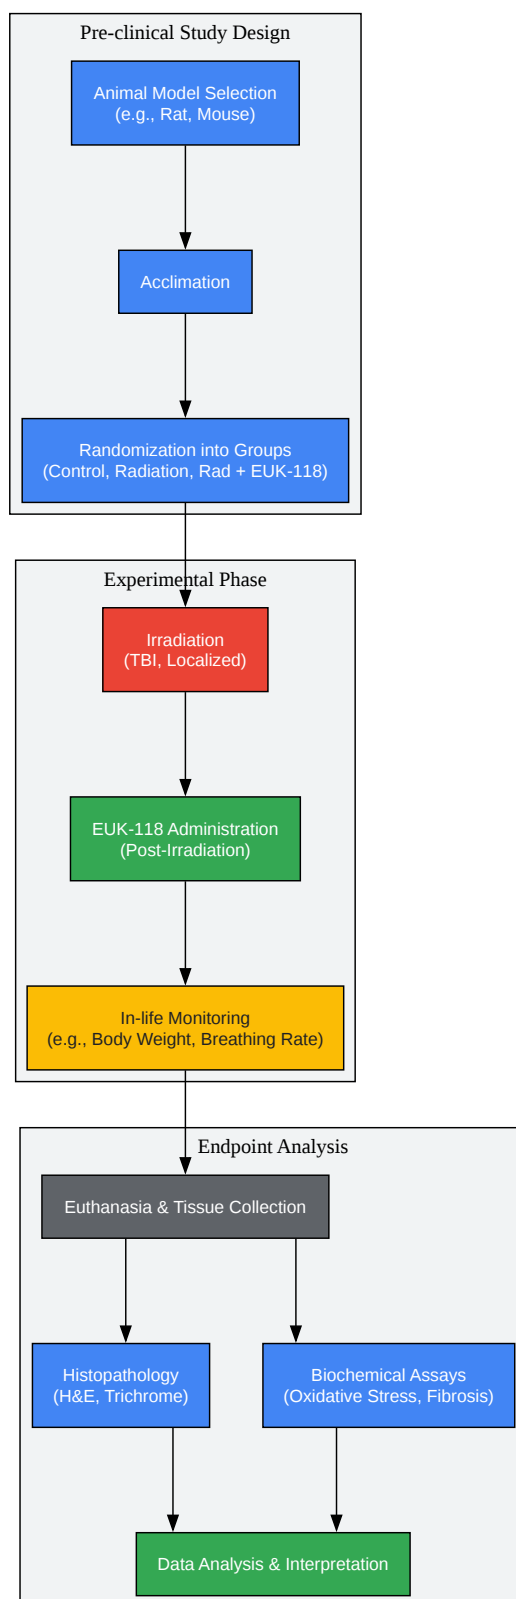 Pre-clinical Study Design
Animal Model Selection
(e.g., Rat, Mouse)
Acclimation
Randomization into Groups
(Control, Radiation, Rad + EUK-118)
Experimental Phase
Irradiation
(TBI, Localized)
EUK-118 Administration
(Post-Irradiation)
In-life Monitoring
(e.g., Body Weight, Breathing Rate)
Endpoint Analysis
Euthanasia & Tissue Collection
Histopathology
(H&E, Trichrome)
Biochemical Assays
(Oxidative Stress, Fibrosis)
Data Analysis & Interpretation